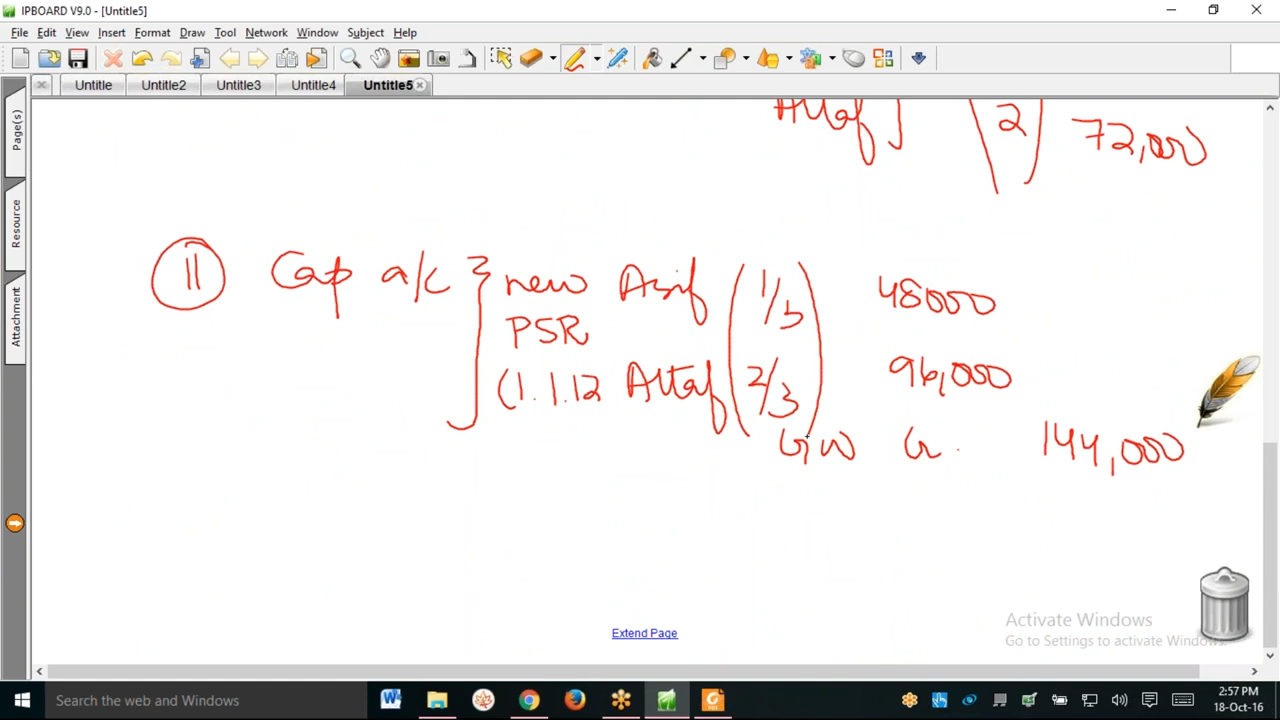 IPBOARD V9.0 - [Untitle5]
File Edit View Insert Format Draw Tool Network Window Subject Help
Untitle Untitle2 Untitle3 Untitle4 Untitle5
Page(s)
Resource
Attachment
Altaf 2 72,000
11 Cap a/c new Asif 1/3 48000
PSR
(1.1.12 Altaf 2/3 96,000
GW Cr. 144,000
Extend Page
Activate Windows
Go to Settings to activate Windows.
Search the web and Windows
2:57 PM
18-Oct-16